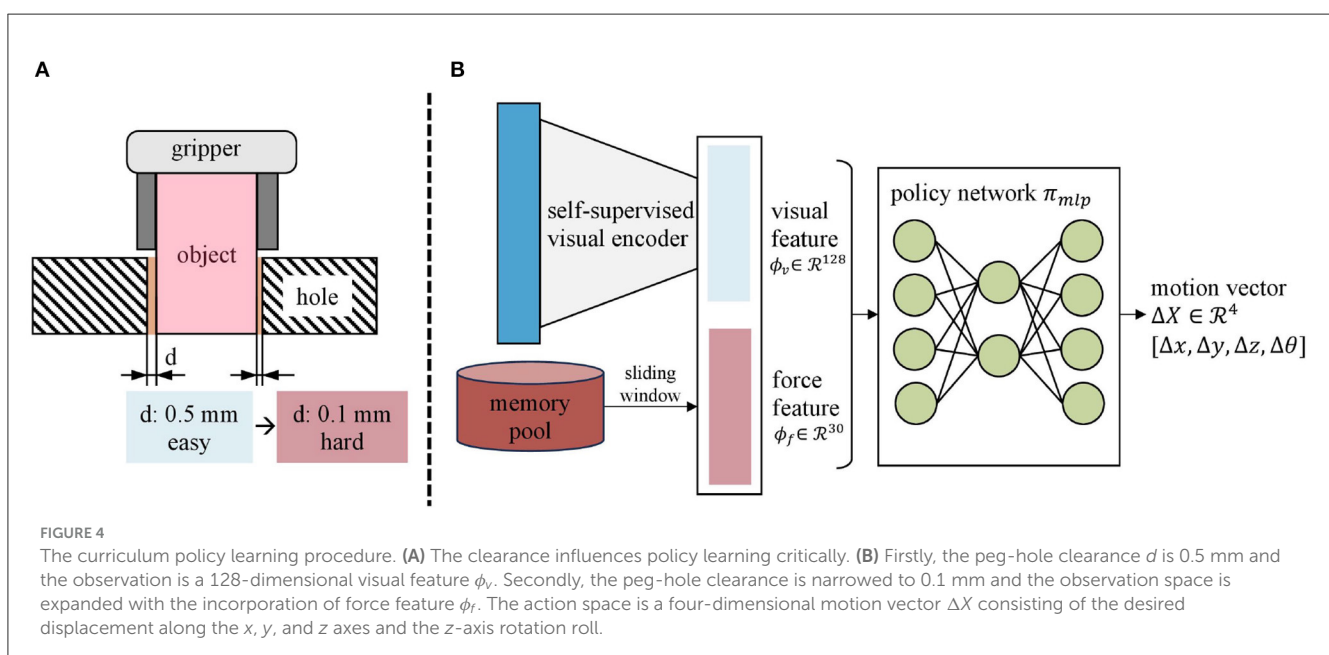 A
gripper
object
hole
d
d: 0.5 mm
easy
d: 0.1 mm
hard
B
self-supervised
visual encoder
memory
pool
sliding
window
visual
feature
𝜙𝑣∈ ℛ¹²⁸
force
feature
𝜙𝑓∈ ℛ³⁰
policy network 𝜋𝑚𝑙𝑝
motion vector
Δ𝑋 ∈ ℛ⁴
[Δ𝑥, Δ𝑦, Δ𝑧, Δ𝜃]
FIGURE 4
The curriculum policy learning procedure. (A) The clearance influences policy learning critically. (B) Firstly, the peg-hole clearance d is 0.5 mm and
the observation is a 128-dimensional visual feature ϕv. Secondly, the peg-hole clearance is narrowed to 0.1 mm and the observation space is
expanded with the incorporation of force feature ϕf. The action space is a four-dimensional motion vector ΔX consisting of the desired
displacement along the x, y, and z axes and the z-axis rotation roll.